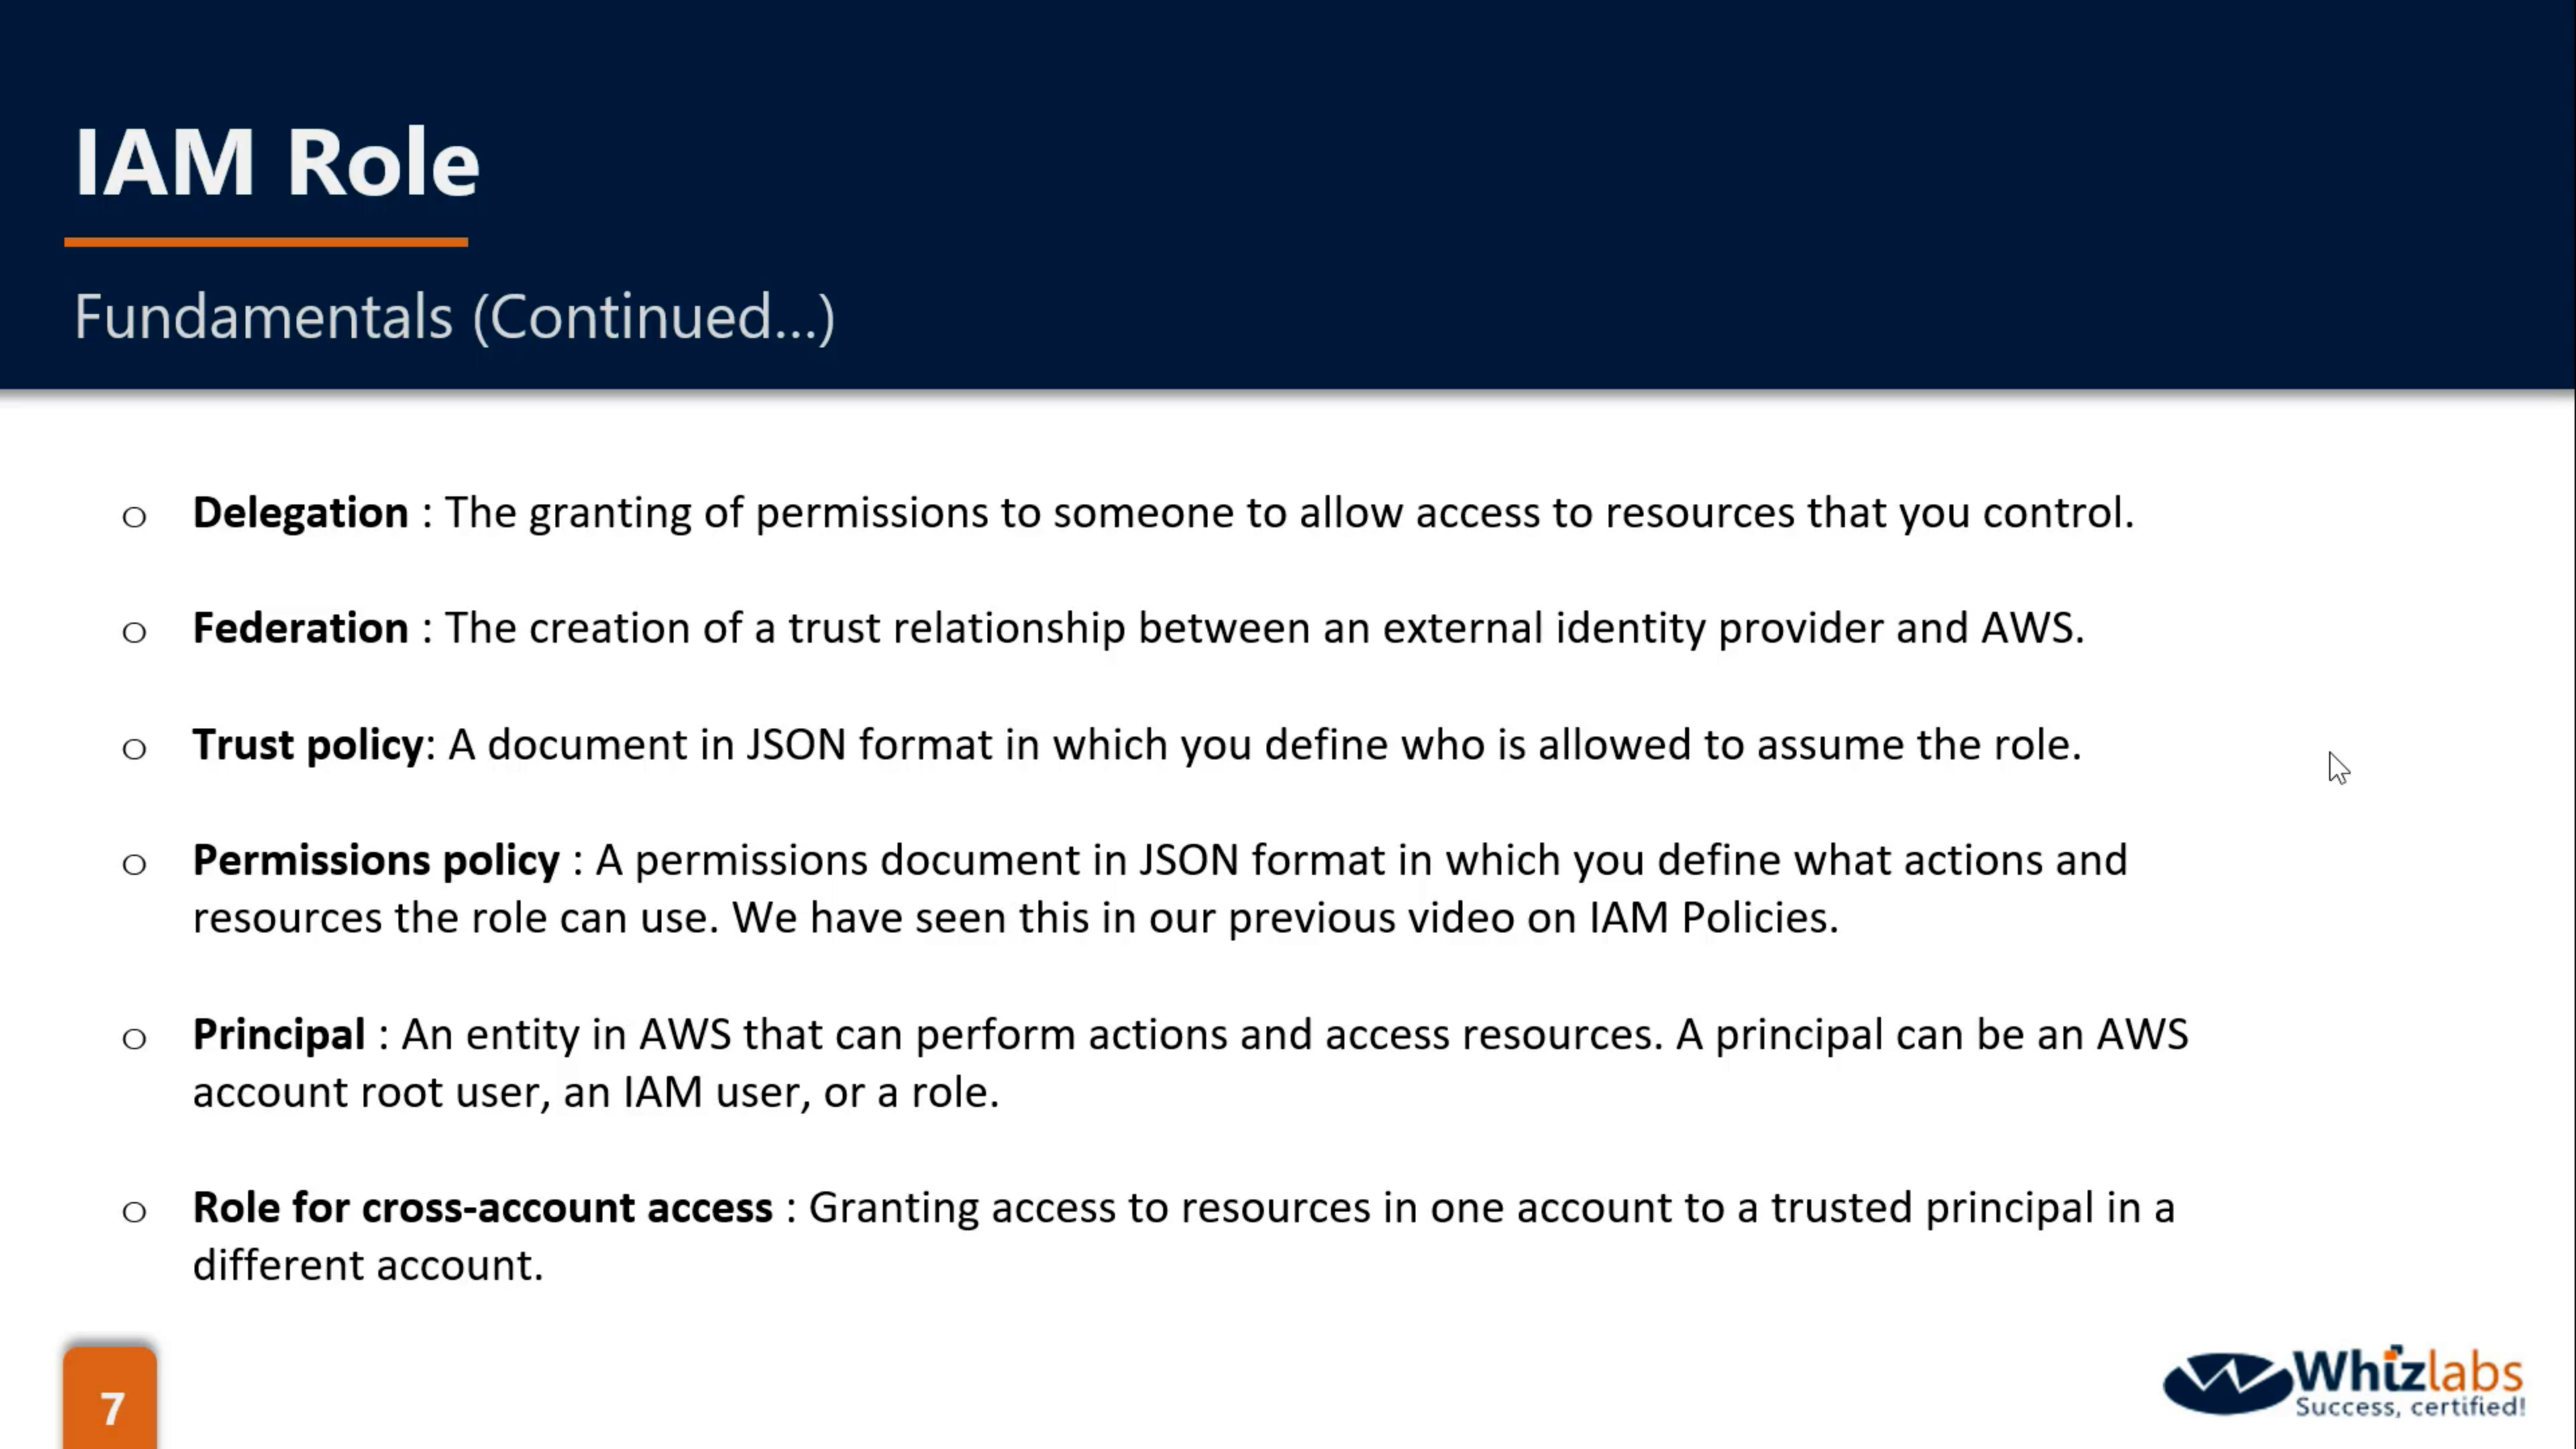 IAM Role
Fundamentals (Continued...)
o Delegation : The granting of permissions to someone to allow access to resources that you control.
o Federation : The creation of a trust relationship between an external identity provider and AWS.
o Trust policy: A document in JSON format in which you define who is allowed to assume the role.
o Permissions policy : A permissions document in JSON format in which you define what actions and
resources the role can use. We have seen this in our previous video on IAM Policies.
o Principal : An entity in AWS that can perform actions and access resources. A principal can be an AWS
account root user, an IAM user, or a role.
o Role for cross-account access : Granting access to resources in one account to a trusted principal in a
different account.
7
Whizlabs
Success, certified!